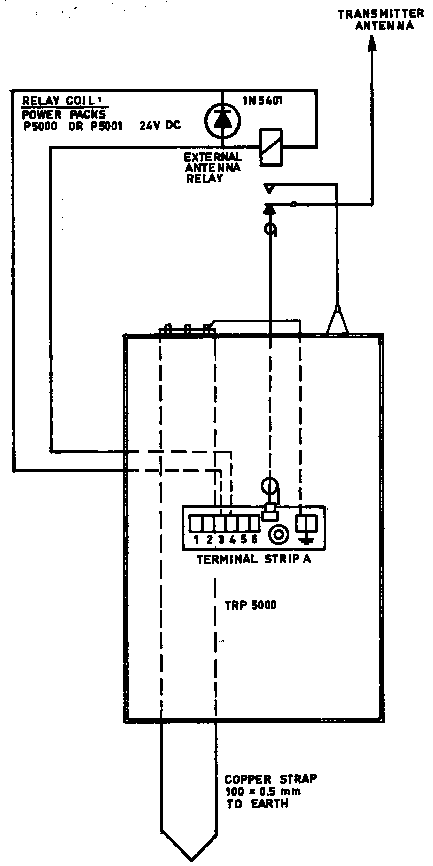 TRANSMITTER
ANTENNA
RELAY COIL:
POWER PACKS
P5000 OR P5001 24V DC
1N5401
EXTERNAL
ANTENNA
RELAY
1 2 3 4 5 6
TERMINAL STRIP A
TRP 5000
COPPER STRAP
100 × 0.5 mm
TO EARTH